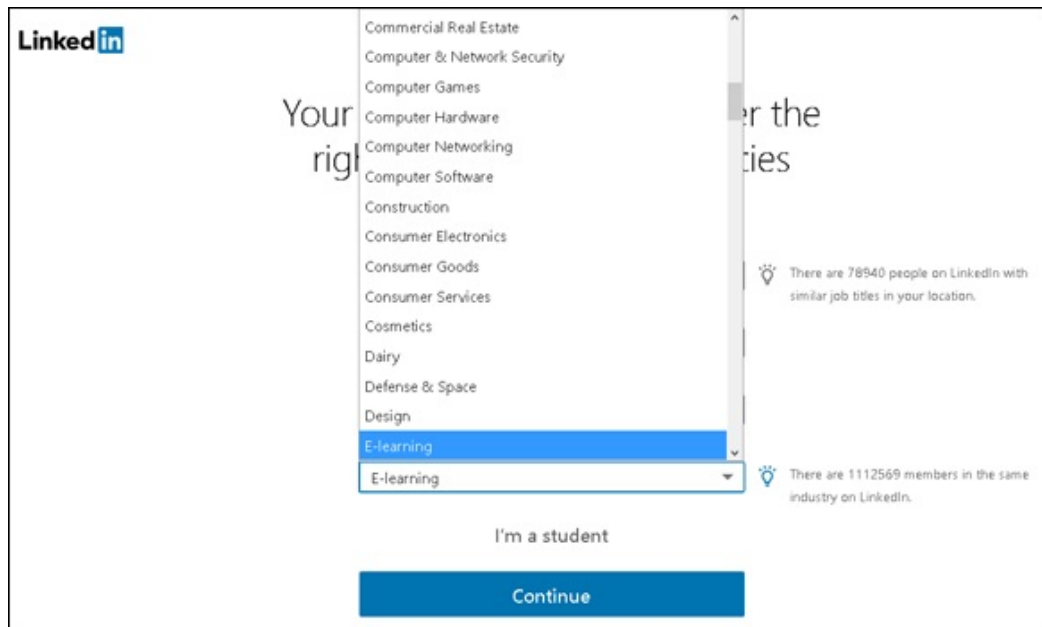 Linked in
Your er the
ties
Commercial Real Estate
Computer & Network Security
Computer Games
Computer Hardware
Computer Networking
Computer Software
Construction
Consumer Electronics
Consumer Goods
Consumer Services
Cosmetics
Dairy
Defense & Space
Design
E-learning
E-learning
There are 78940 people on LinkedIn with
similar job titles in your location.
There are 1112569 members in the same
industry on LinkedIn.
I'm a student
Continue